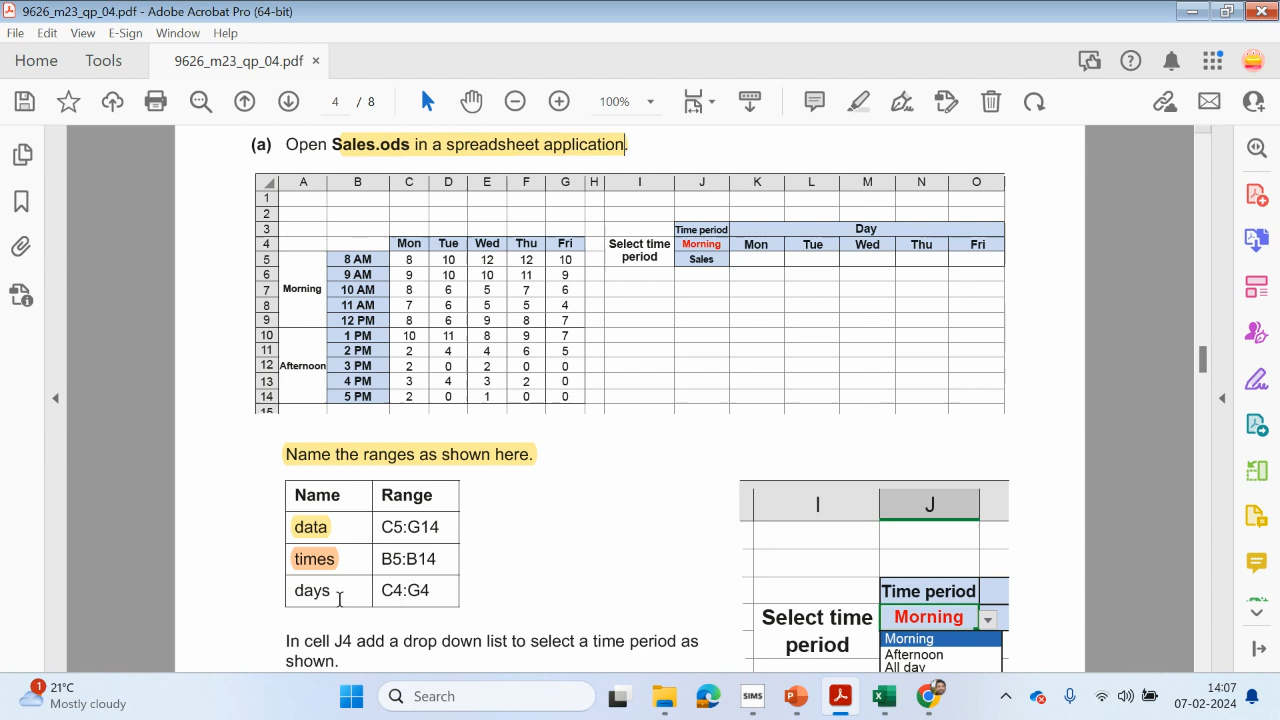 9626_m23_qp_04.pdf - Adobe Acrobat Pro (64-bit)
File Edit View E-Sign Window Help
Home Tools 9626_m23_qp_04.pdf ×
4 / 8 100%
(a) Open Sales.ods in a spreadsheet application.
A B C D E F G H I J K L M N O
1
2
3 Time period Day
4 Mon Tue Wed Thu Fri Select time period Morning Mon Tue Wed Thu Fri
5 8 AM 8 10 12 12 10 Sales
6 9 AM 9 10 10 11 9
7 Morning 10 AM 8 6 5 7 6
8 11 AM 7 6 5 5 4
9 12 PM 8 6 9 8 7
10 1 PM 10 11 8 9 7
11 2 PM 2 4 4 6 5
12 Afternoon 3 PM 2 0 2 0 0
13 4 PM 3 4 3 2 0
14 5 PM 2 0 1 0 0
15
Name the ranges as shown here.
Name Range
data C5:G14
times B5:B14
days C4:G4
In cell J4 add a drop down list to select a time period as
shown.
I J
Time period
Select time period Morning
Morning
Afternoon
All day
1 21°C
Mostly cloudy
Search
SIMS
14:07
07-02-2024